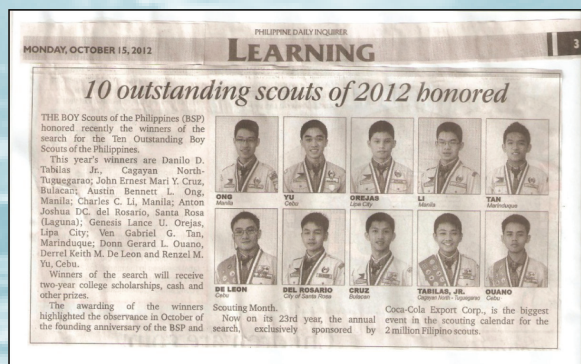 PHILIPPINE DAILY INQUIRER
MONDAY, OCTOBER 15, 2012
LEARNING
3
10 outstanding scouts of 2012 honored
THE BOY Scouts of the Philippines (BSP)
honored recently the winners of the
search for the Ten Outstanding Boy
Scouts of the Philippines.
This year's winners are Danilo D.
Tabilas Jr., Cagayan North-
Tuguegarao; John Ernest Mari Y. Cruz,
Bulacan; Austin Bennett L. Ong,
Manila; Charles C. Li, Manila; Anton
Joshua DC. del Rosario, Santa Rosa
(Laguna); Genesis Lance U. Orejas,
Lipa City; Ven Gabriel G. Tan,
Marinduque; Donn Gerard L. Ouano,
Derrel Keith M. De Leon and Renzel M.
Yu, Cebu.
Winners of the search will receive
two-year college scholarships, cash and
other prizes.
The awarding of the winners
highlighted the observance in October of
the founding anniversary of the BSP and
ONG
Manila
YU
Cebu
OREJAS
Lipa City
LI
Manila
TAN
Marinduque
DE LEON
Cebu
DEL ROSARIO
City of Santa Rosa
CRUZ
Bulacan
TABILAS, JR.
Cagayan North - Tuguegarao
OUANO
Cebu
Scouting Month.
Now on its 23rd year, the annual
search, exclusively sponsored by
Coca-Cola Export Corp., is the biggest
event in the scouting calendar for the
2 million Filipino scouts.